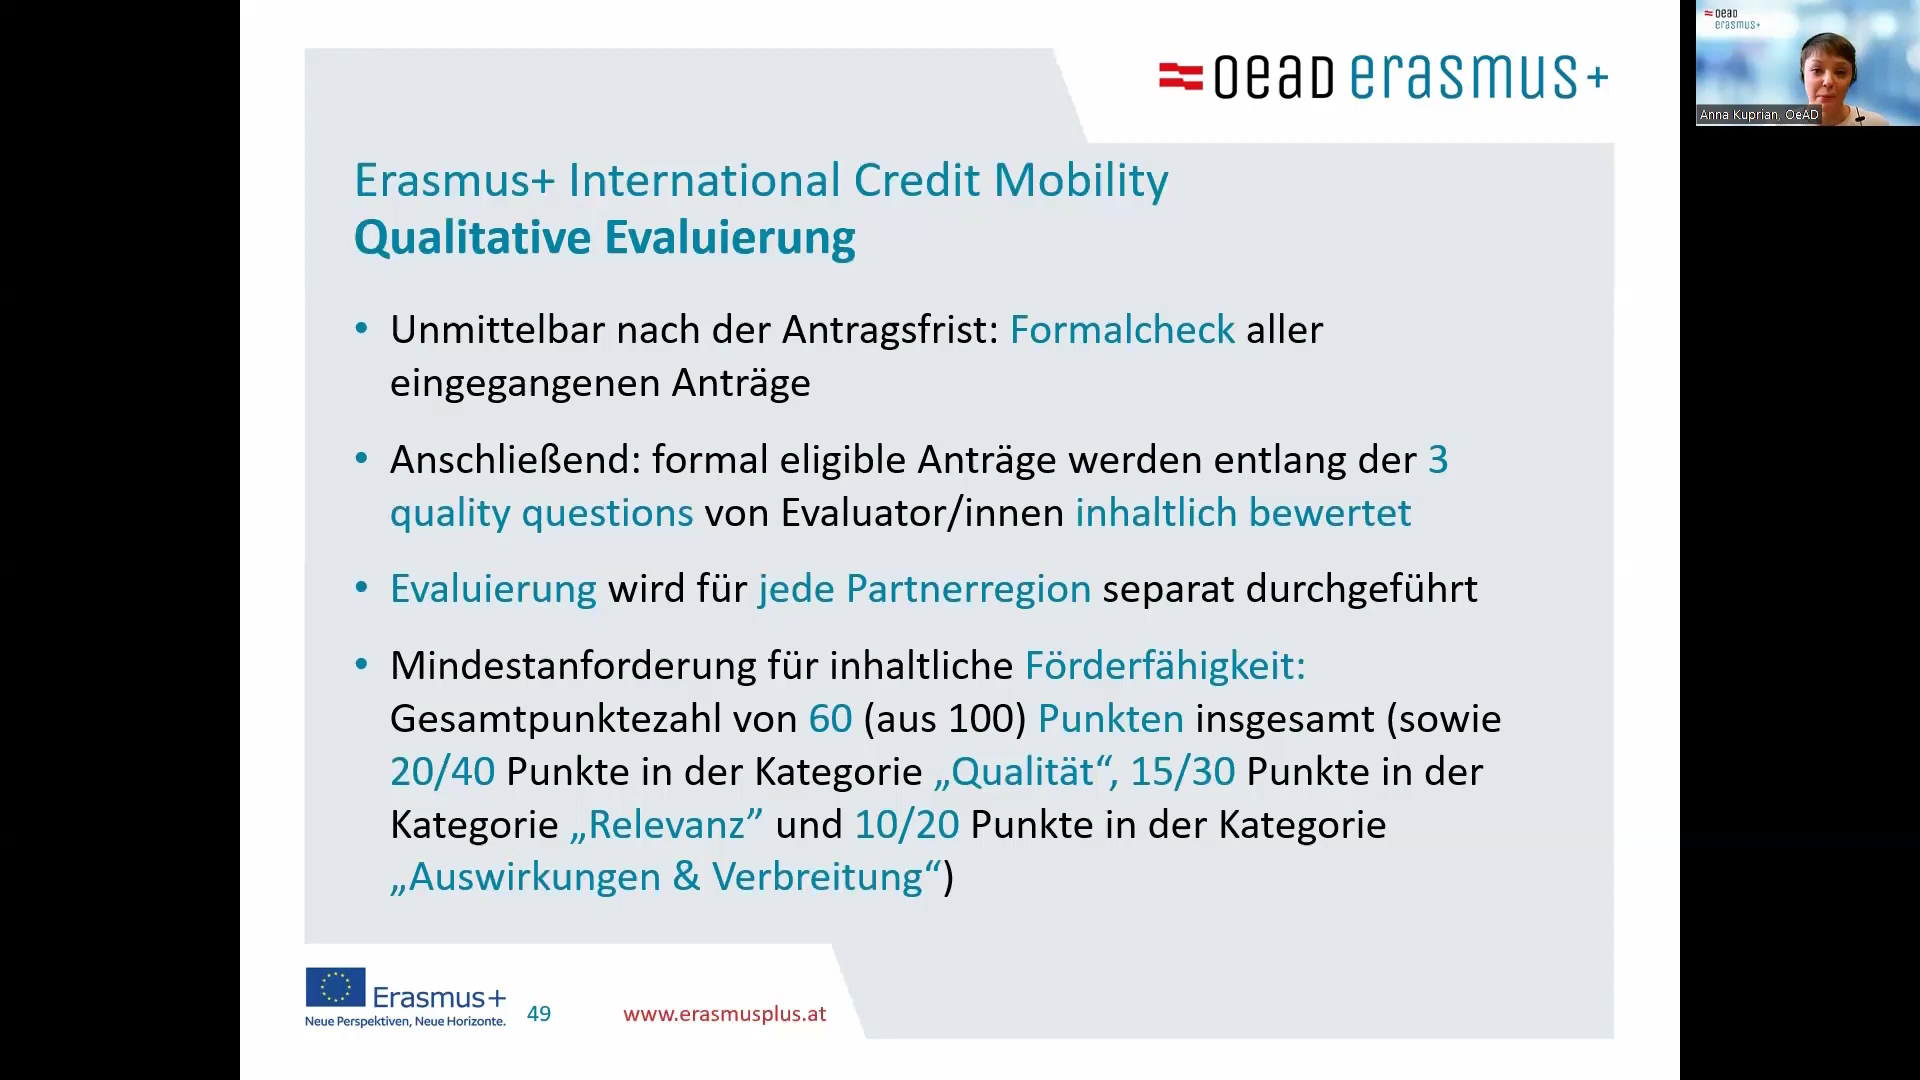 oead erasmus+
Erasmus+ International Credit Mobility
Qualitative Evaluierung
• Unmittelbar nach der Antragsfrist: Formalcheck aller
eingegangenen Anträge
• Anschließend: formal eligible Anträge werden entlang der 3
quality questions von Evaluator/innen inhaltlich bewertet
• Evaluierung wird für jede Partnerregion separat durchgeführt
• Mindestanforderung für inhaltliche Förderfähigkeit:
Gesamtpunktezahl von 60 (aus 100) Punkten insgesamt (sowie
20/40 Punkte in der Kategorie „Qualität“, 15/30 Punkte in der
Kategorie „Relevanz” und 10/20 Punkte in der Kategorie
„Auswirkungen & Verbreitung“)
Erasmus+
Neue Perspektiven, Neue Horizonte.
49
www.erasmusplus.at
oead
erasmus+
Anna Kuprian, OeAD